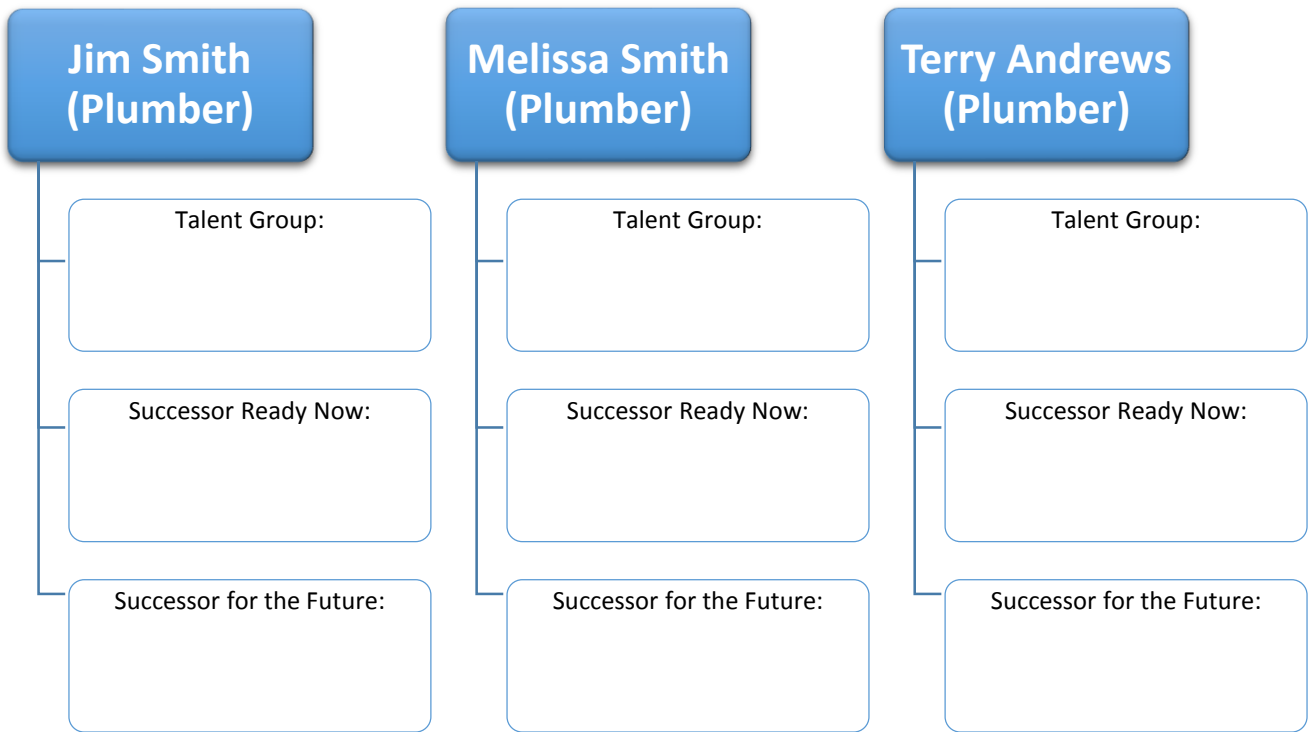 Jim Smith
(Plumber)
Talent Group:
Successor Ready Now:
Successor for the Future:
Melissa Smith
(Plumber)
Talent Group:
Successor Ready Now:
Successor for the Future:
Terry Andrews
(Plumber)
Talent Group:
Successor Ready Now:
Successor for the Future: